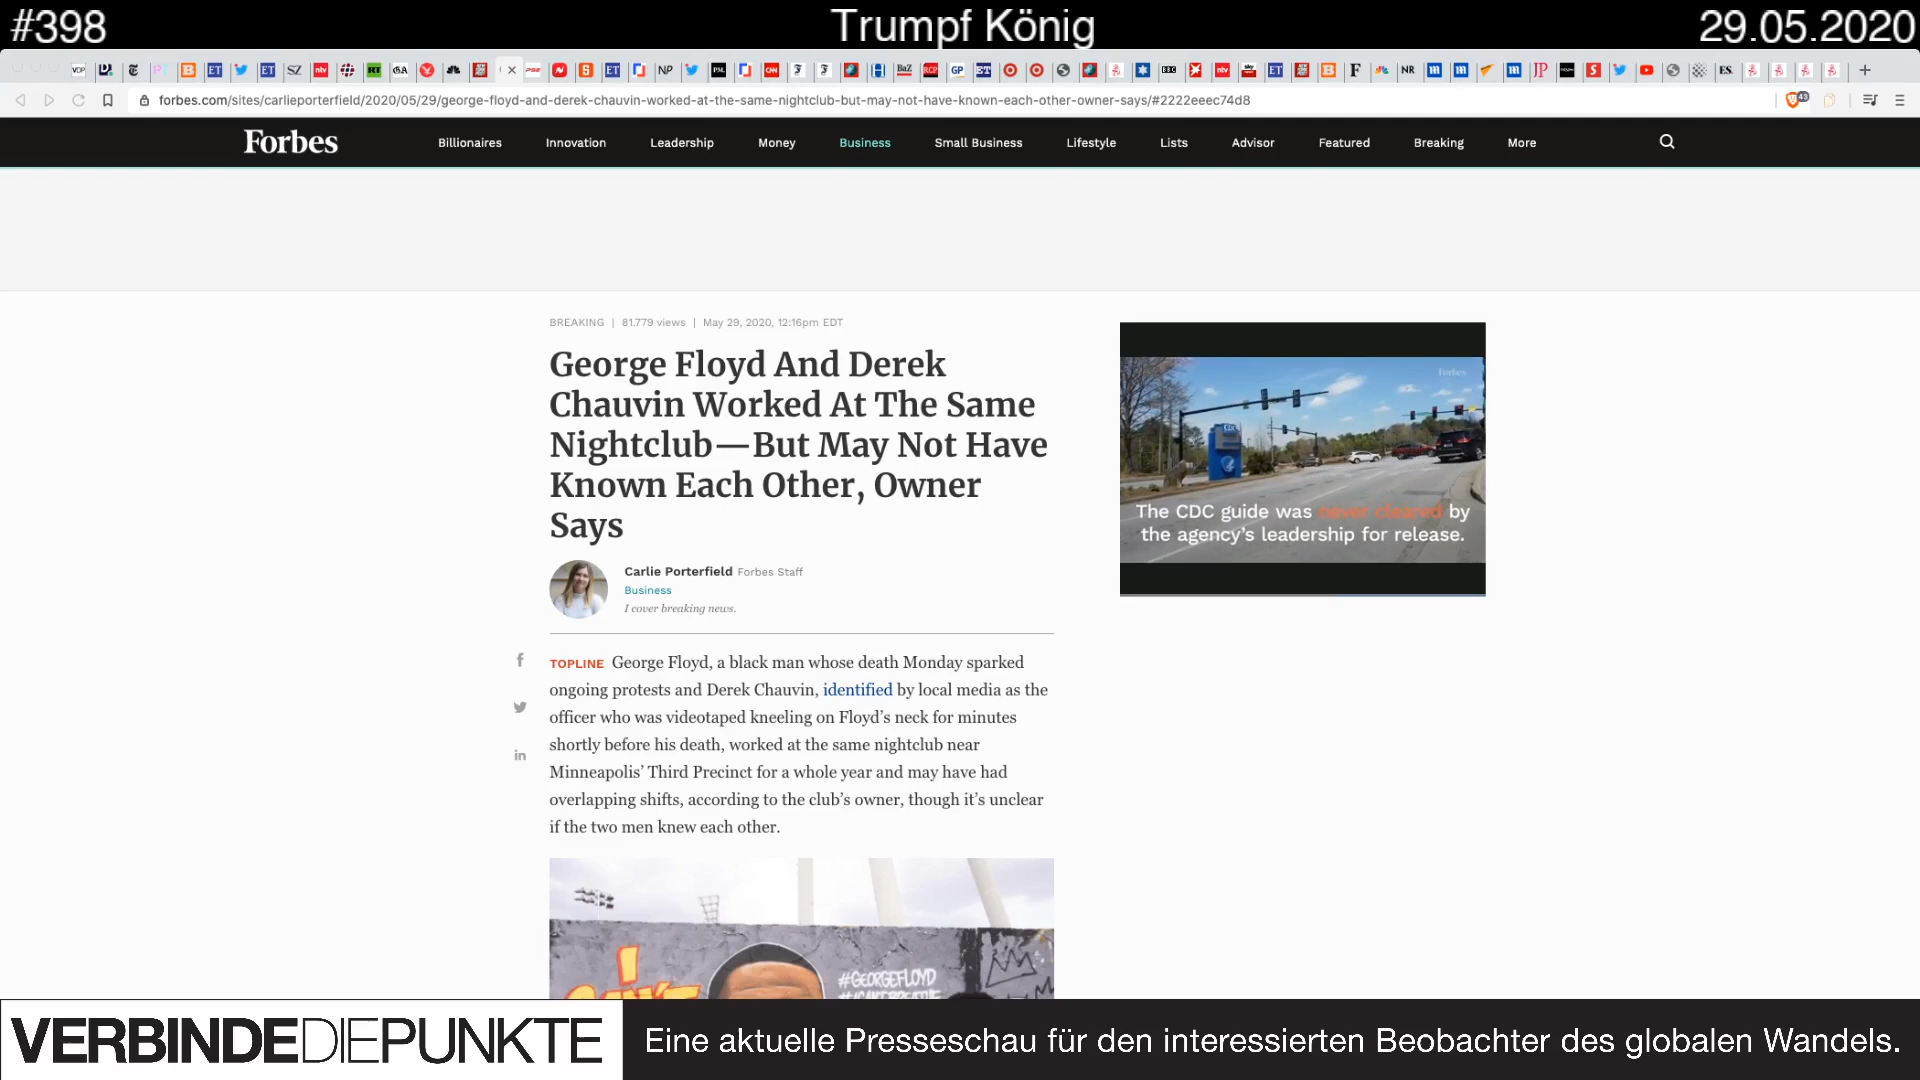 #398
Trumpf König
29.05.2020
forbes.com/sites/carlieporterfield/2020/05/29/george-floyd-and-derek-chauvin-worked-at-the-same-nightclub-but-may-not-have-known-each-other-owner-says/#2222eeec74d8
Forbes
Billionaires Innovation Leadership Money Business Small Business Lifestyle Lists Advisor Featured Breaking More
BREAKING | 81.779 views | May 29, 2020, 12:16pm EDT
George Floyd And Derek
Chauvin Worked At The Same
Nightclub—But May Not Have
Known Each Other, Owner
Says
Carlie Porterfield Forbes Staff
Business
I cover breaking news.
TOPLINE George Floyd, a black man whose death Monday sparked
ongoing protests and Derek Chauvin, identified by local media as the
officer who was videotaped kneeling on Floyd’s neck for minutes
shortly before his death, worked at the same nightclub near
Minneapolis’ Third Precinct for a whole year and may have had
overlapping shifts, according to the club’s owner, though it’s unclear
if the two men knew each other.
Forbes
CDC
The CDC guide was never cleared by
the agency’s leadership for release.
#GEORGEFLOYD
VERBINDEDIEPUNKTE
Eine aktuelle Presseschau für den interessierten Beobachter des globalen Wandels.